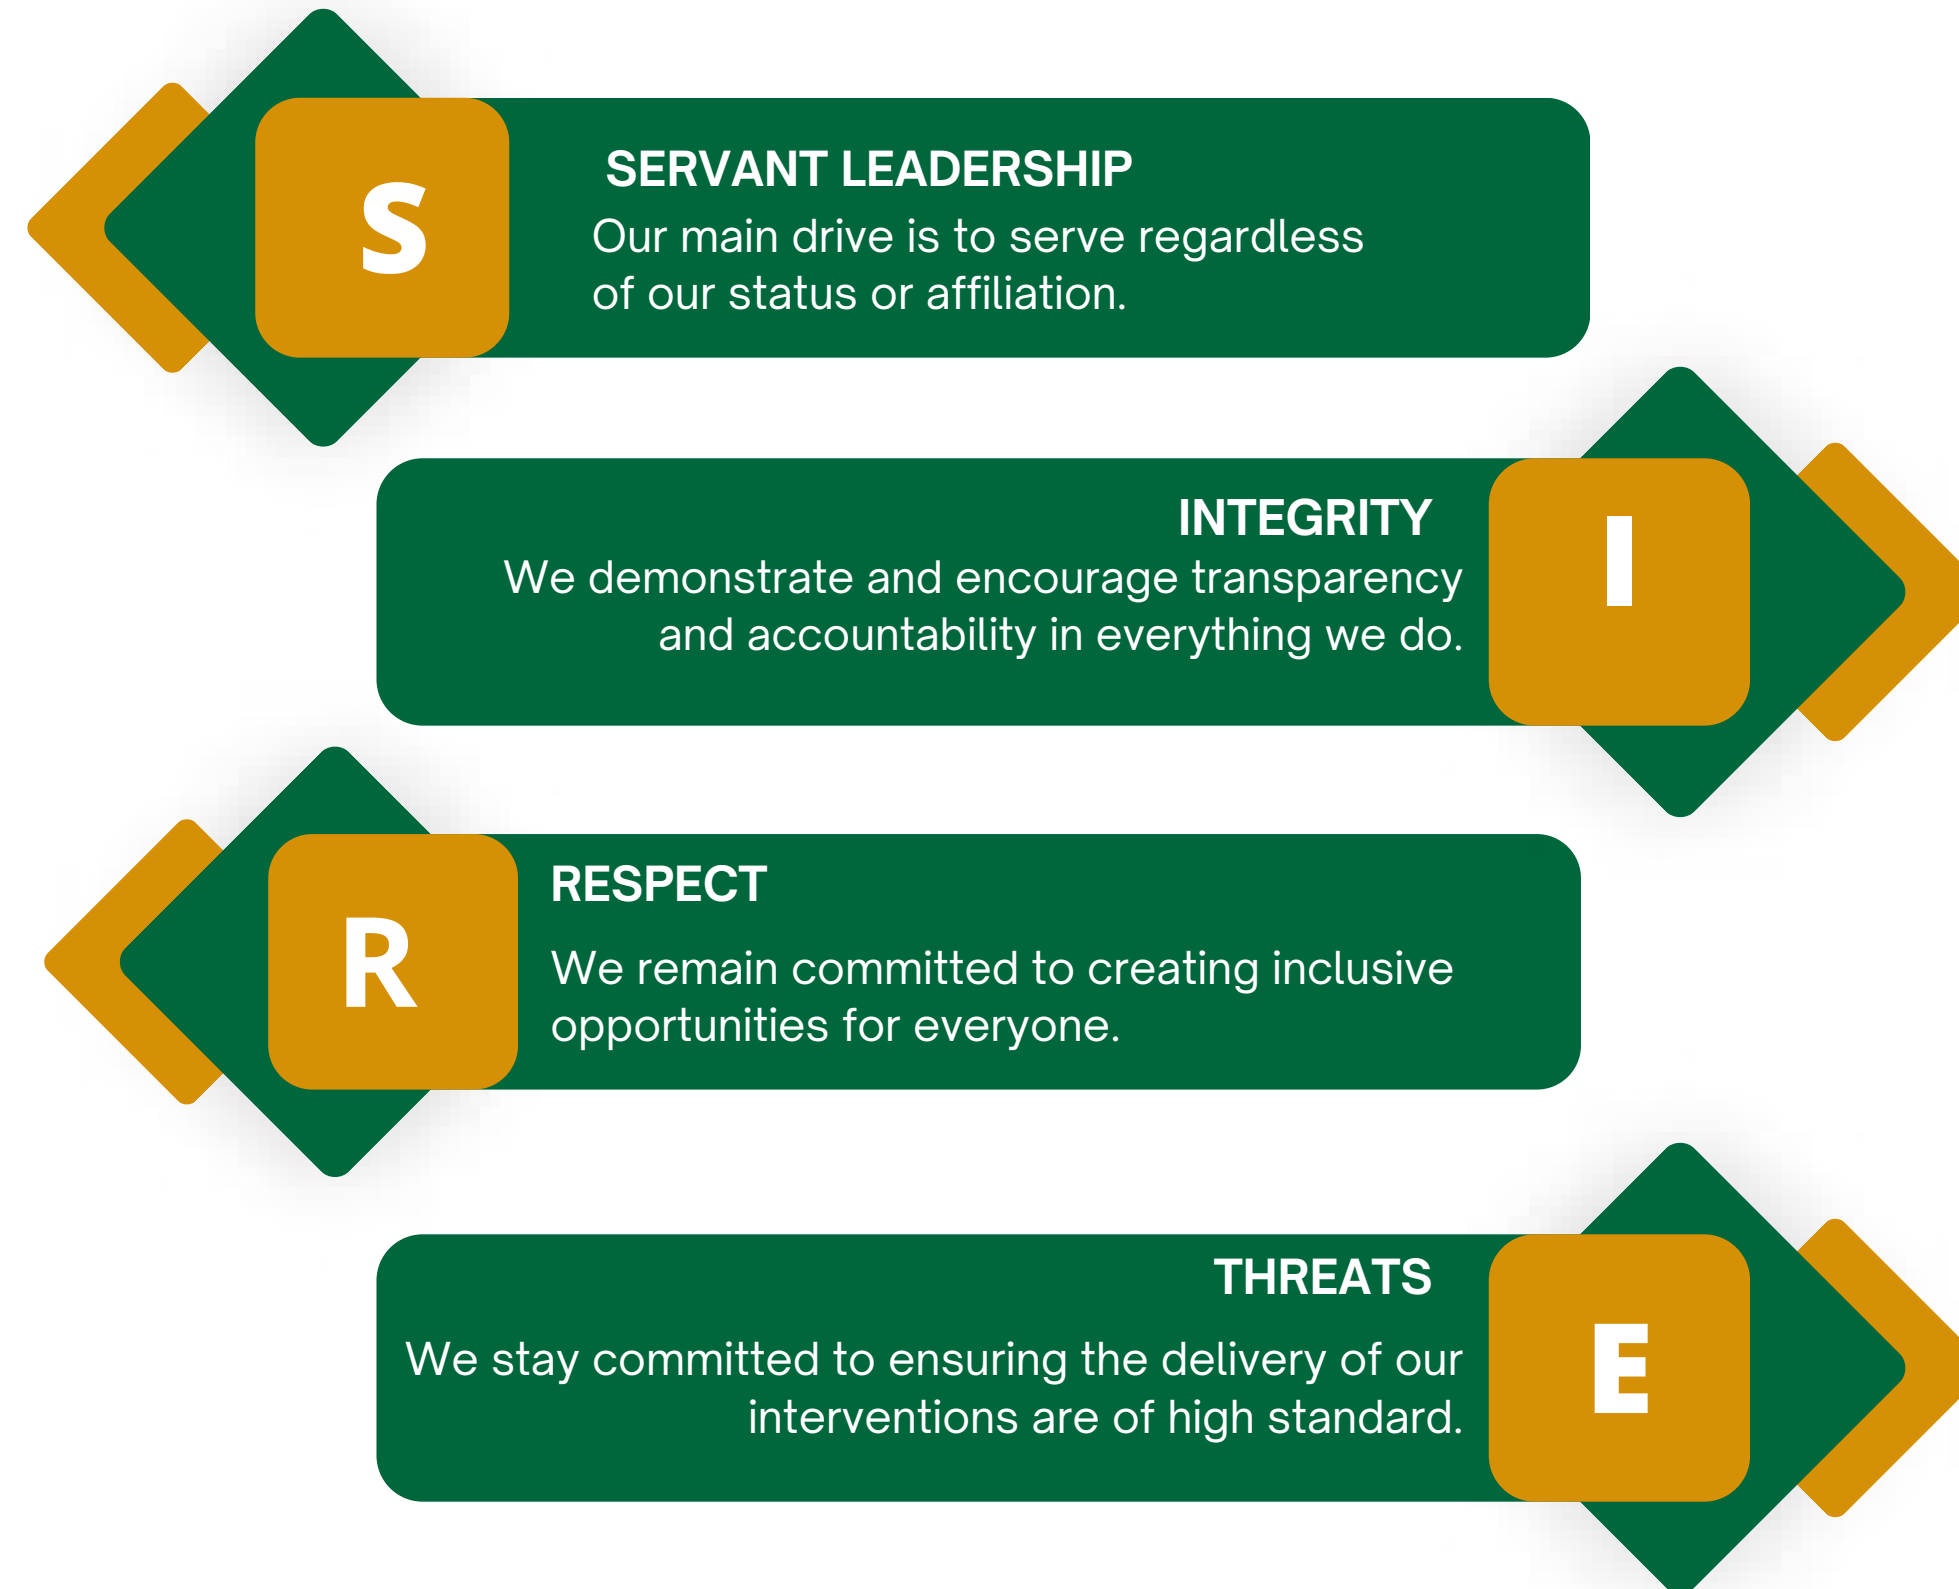 S
SERVANT LEADERSHIP
Our main drive is to serve regardless
of our status or affiliation.
INTEGRITY
We demonstrate and encourage transparency
and accountability in everything we do.
I
R
RESPECT
We remain committed to creating inclusive
opportunities for everyone.
THREATS
We stay committed to ensuring the delivery of our
interventions are of high standard.
E